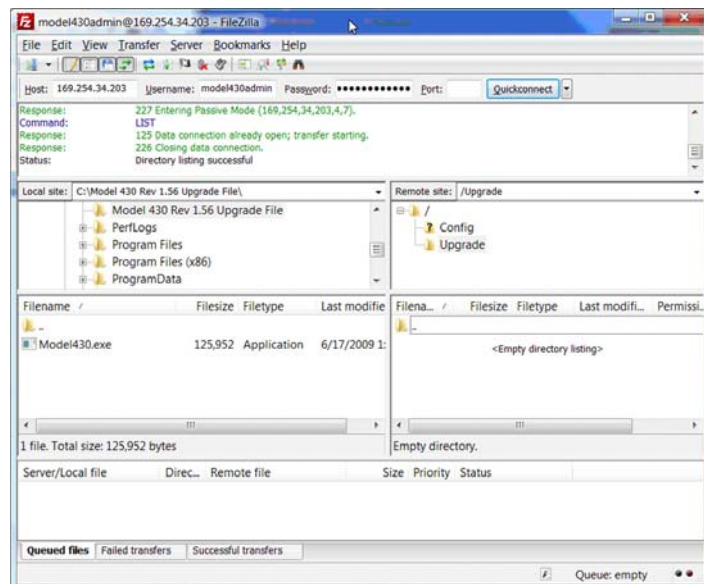 model430admin@169.254.34.203 - FileZilla
File Edit View Transfer Server Bookmarks Help
Host: 169.254.34.203 Username: model430admin Password: ●●●●●●●●●●●●● Port: Quickconnect
Response: 227 Entering Passive Mode (169,254,34,203,4,7).
Command: LIST
Response: 125 Data connection already open; transfer starting.
Response: 226 Closing data connection.
Status: Directory listing successful
Local site: C:\Model 430 Rev 1.56 Upgrade File\ Remote site: /Upgrade
Model 430 Rev 1.56 Upgrade File
PerfLogs
Program Files
Program Files (x86)
ProgramData
/
? Config
Upgrade
Filename / Filesize Filetype Last modifie
..
Model430.exe 125,952 Application 6/17/2009 1:
1 file. Total size: 125,952 bytes
Filena... / Filesize Filetype Last modifi... Permissi...
..
<Empty directory listing>
Empty directory.
Server/Local file Direc... Remote file Size Priority Status
Queued files Failed transfers Successful transfers
Queue: empty